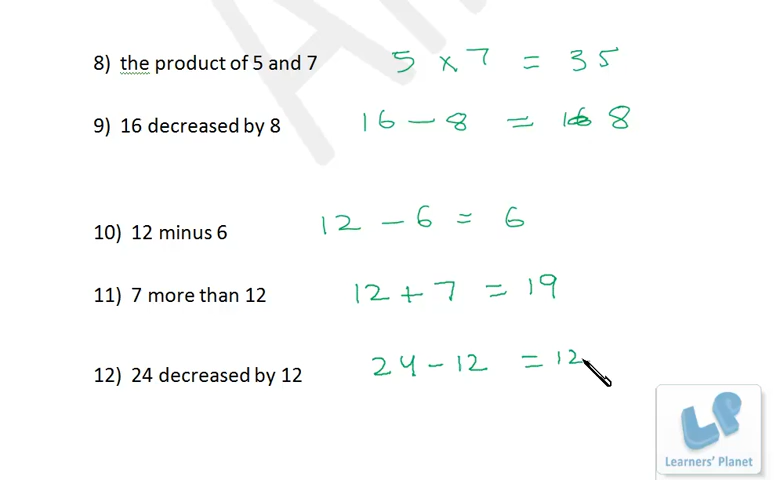 8) the product of 5 and 7 5 × 7 = 35
9) 16 decreased by 8 16 - 8 = 8
10) 12 minus 6 12 - 6 = 6
11) 7 more than 12 12 + 7 = 19
12) 24 decreased by 12 24 - 12 = 12
LP
Learners' Planet